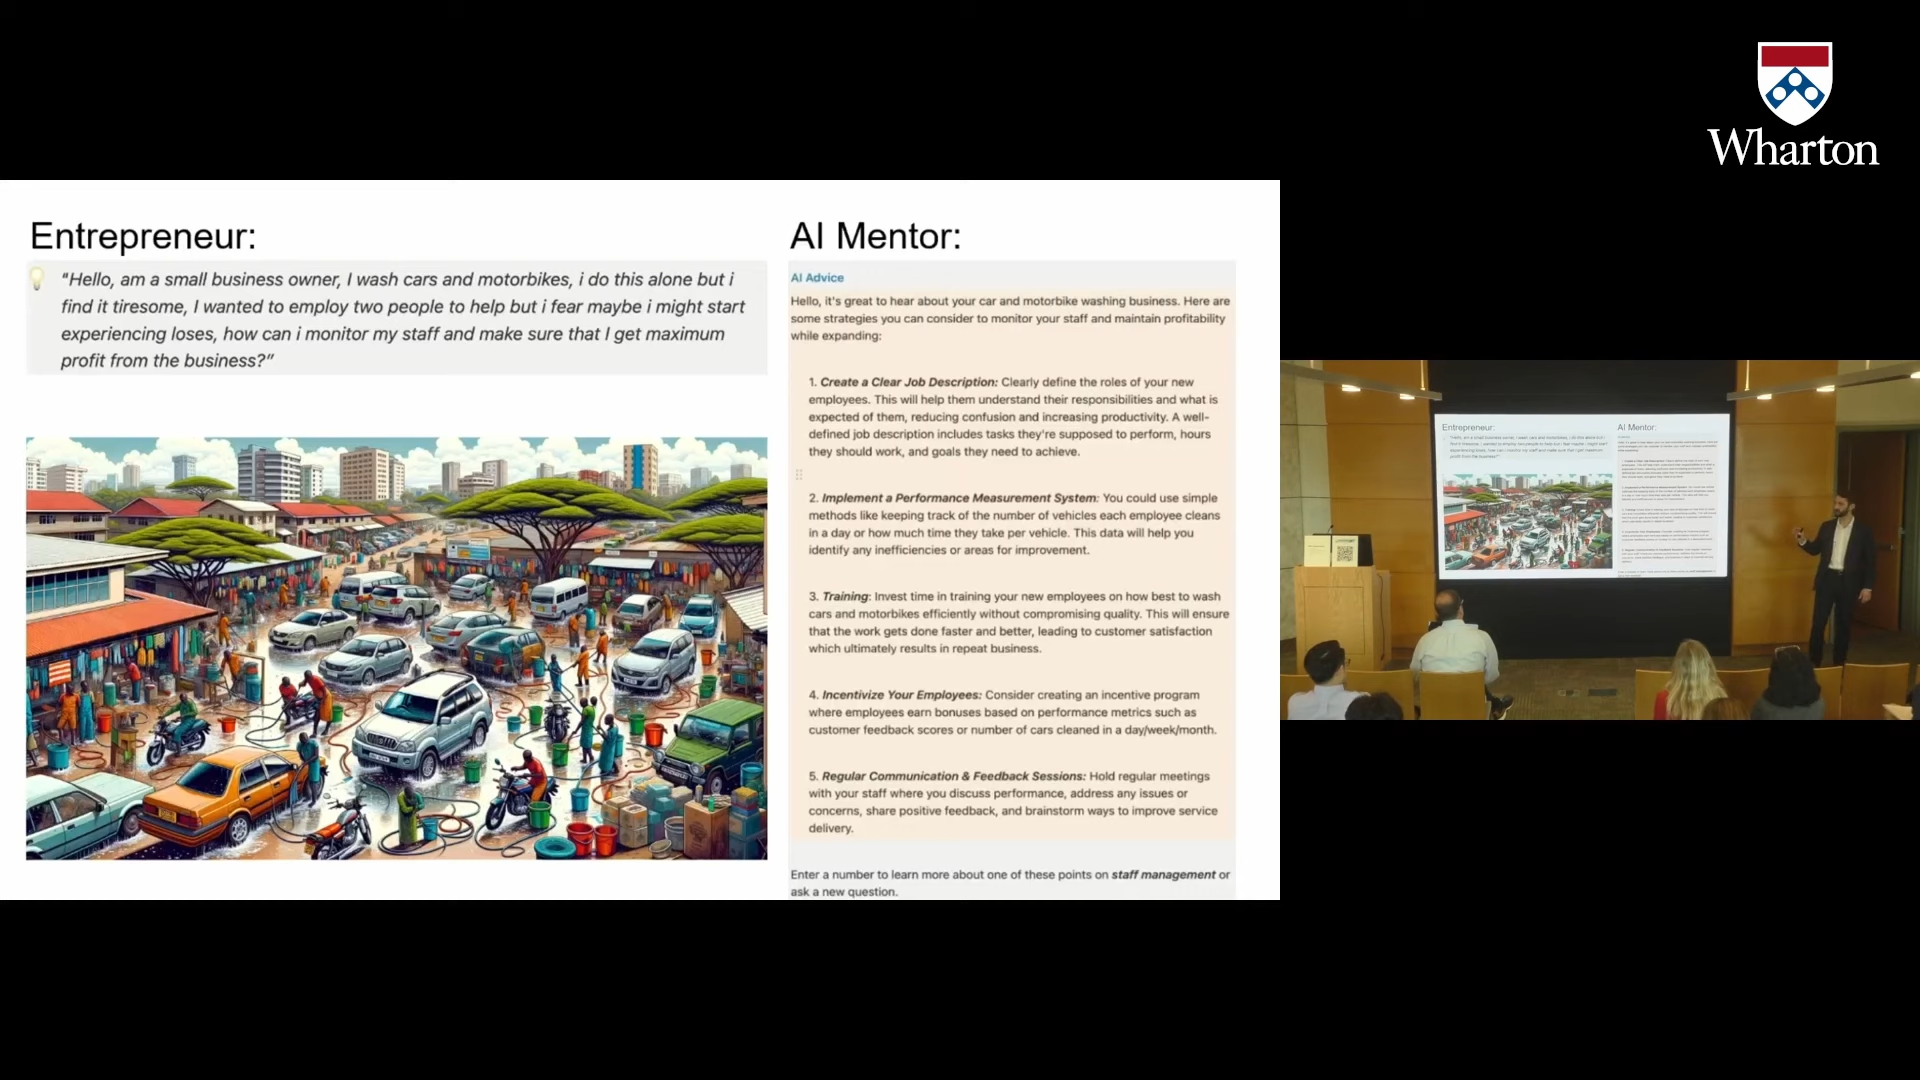 Wharton
Entrepreneur:
"Hello, am a small business owner, I wash cars and motorbikes, i do this alone but i
find it tiresome, I wanted to employ two people to help but i fear maybe i might start
experiencing loses, how can i monitor my staff and make sure that I get maximum
profit from the business?"
AI Mentor:
AI Advice
Hello, it's great to hear about your car and motorbike washing business. Here are
some strategies you can consider to monitor your staff and maintain profitability
while expanding:
1. Create a Clear Job Description: Clearly define the roles of your new
employees. This will help them understand their responsibilities and what is
expected of them, reducing confusion and increasing productivity. A well-
defined job description includes tasks they're supposed to perform, hours
they should work, and goals they need to achieve.
2. Implement a Performance Measurement System: You could use simple
methods like keeping track of the number of vehicles each employee cleans
in a day or how much time they take per vehicle. This data will help you
identify any inefficiencies or areas for improvement.
3. Training: Invest time in training your new employees on how best to wash
cars and motorbikes efficiently without compromising quality. This will ensure
that the work gets done faster and better, leading to customer satisfaction
which ultimately results in repeat business.
4. Incentivize Your Employees: Consider creating an incentive program
where employees earn bonuses based on performance metrics such as
customer feedback scores or number of cars cleaned in a day/week/month.
5. Regular Communication & Feedback Sessions: Hold regular meetings
with your staff where you discuss performance, address any issues or
concerns, share positive feedback, and brainstorm ways to improve service
delivery.
Enter a number to learn more about one of these points on staff management or
ask a new question.
Entrepreneur:
AI Mentor: